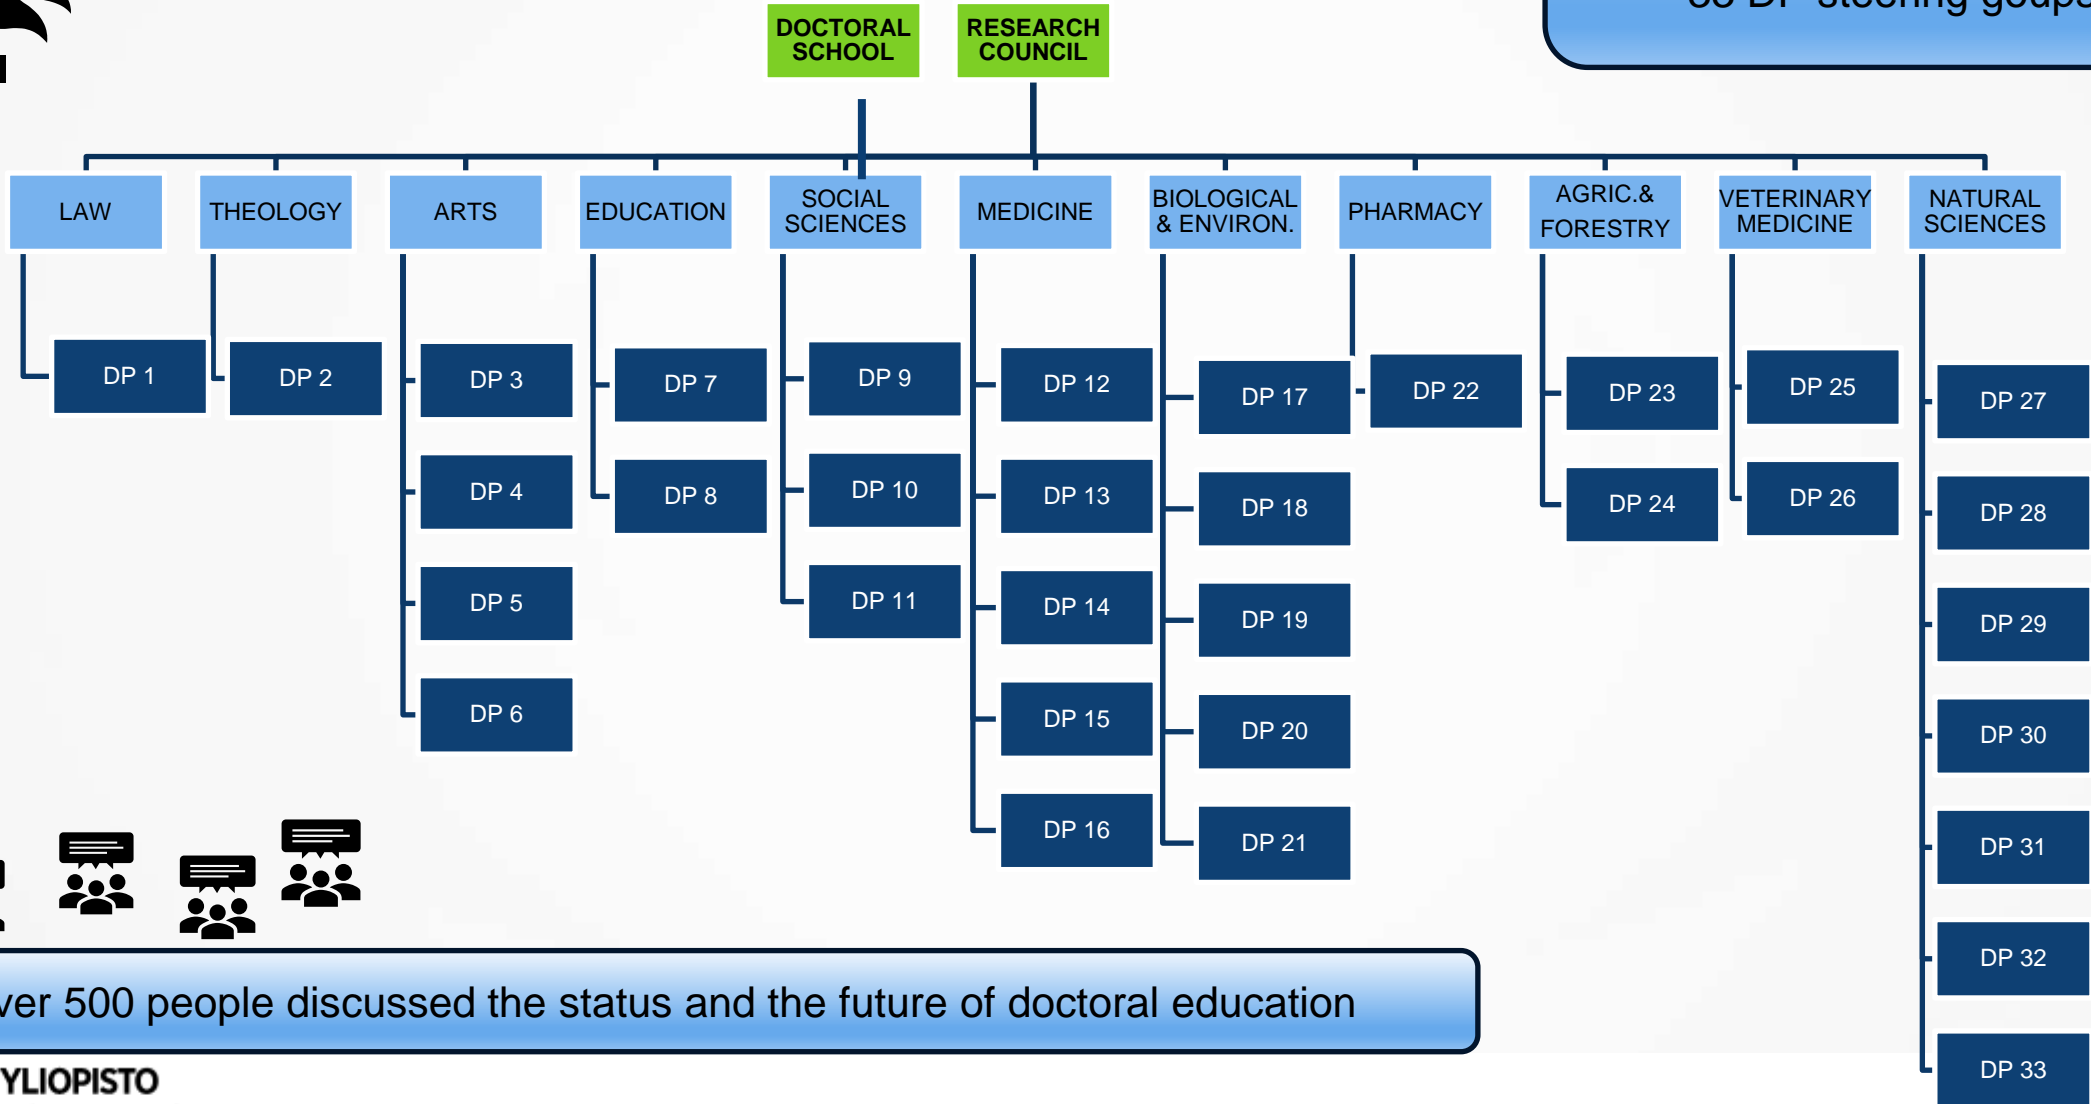 DP steering goups
DOCTORAL
SCHOOL
RESEARCH
COUNCIL
LAW
THEOLOGY
ARTS
EDUCATION
SOCIAL
SCIENCES
MEDICINE
BIOLOGICAL
& ENVIRON.
PHARMACY
AGRIC.&
FORESTRY
VETERINARY
MEDICINE
NATURAL
SCIENCES
DP 1
DP 2
DP 3
DP 4
DP 5
DP 6
DP 7
DP 8
DP 9
DP 10
DP 11
DP 12
DP 13
DP 14
DP 15
DP 16
DP 17
DP 18
DP 19
DP 20
DP 21
DP 22
DP 23
DP 24
DP 25
DP 26
DP 27
DP 28
DP 29
DP 30
DP 31
DP 32
DP 33
ver 500 people discussed the status and the future of doctoral education
YLIOPISTO